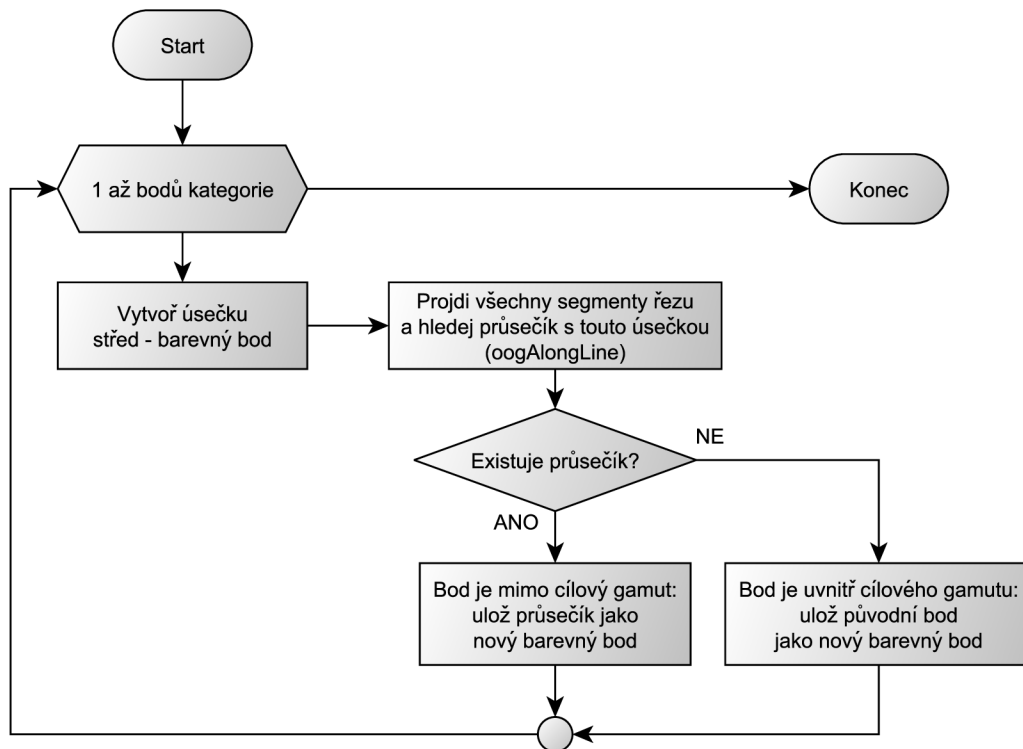 Start
1 až bodů kategorie
Konec
Vytvoř úsečku
střed - barevný bod
Projdi všechny segmenty řezu
a hledej průsečík s touto úsečkou
(oogAlongLine)
Existuje průsečík?
NE
ANO
Bod je mimo cílový gamut:
ulož průsečík jako
nový barevný bod
Bod je uvnitř cílového gamutu:
ulož původní bod
jako nový barevný bod